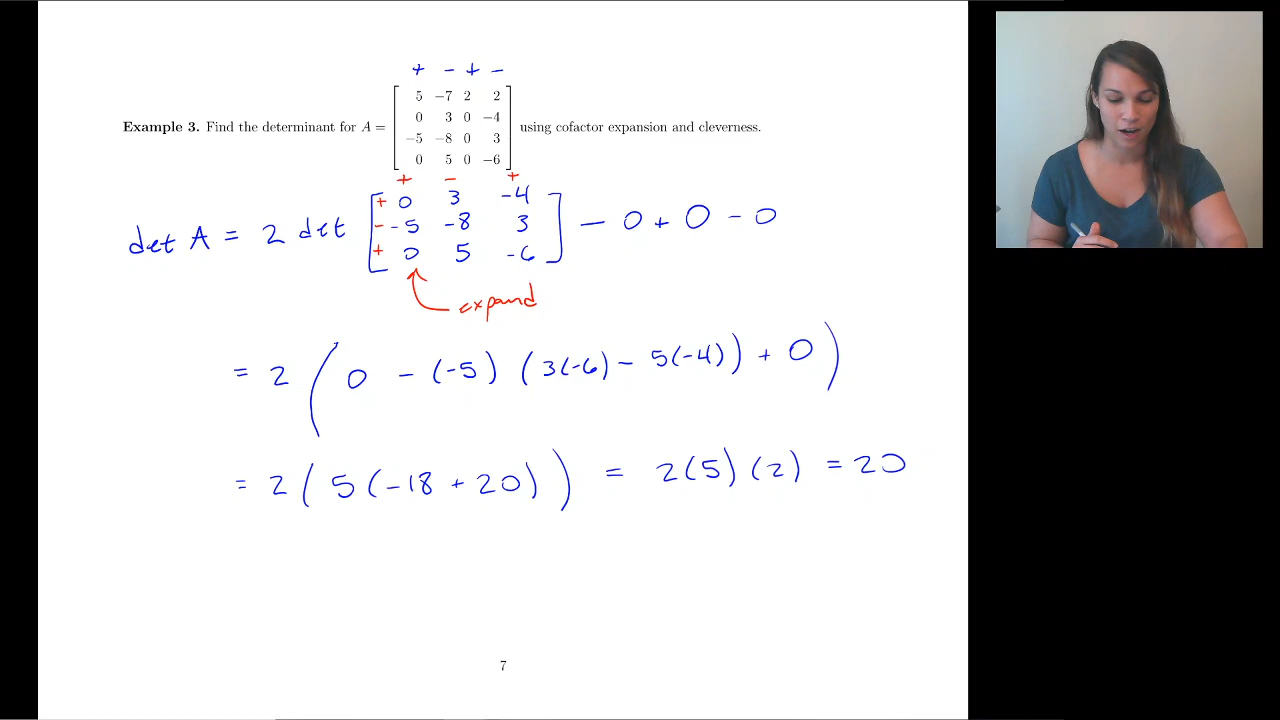 + - + -
5 −7 2 2
0 3 0 −4
Example 3. Find the determinant for A = using cofactor expansion and cleverness.
−5 −8 0 3
0 5 0 −6
+ - +
+ 0 3 -4
det A = 2 det - -5 -8 3 - 0 + 0 - 0
+ 0 5 -6
expand
= 2 ( 0 - (-5) (3(-6) - 5(-4)) + 0 )
= 2 ( 5(-18 + 20) ) = 2(5)(2) = 20
7